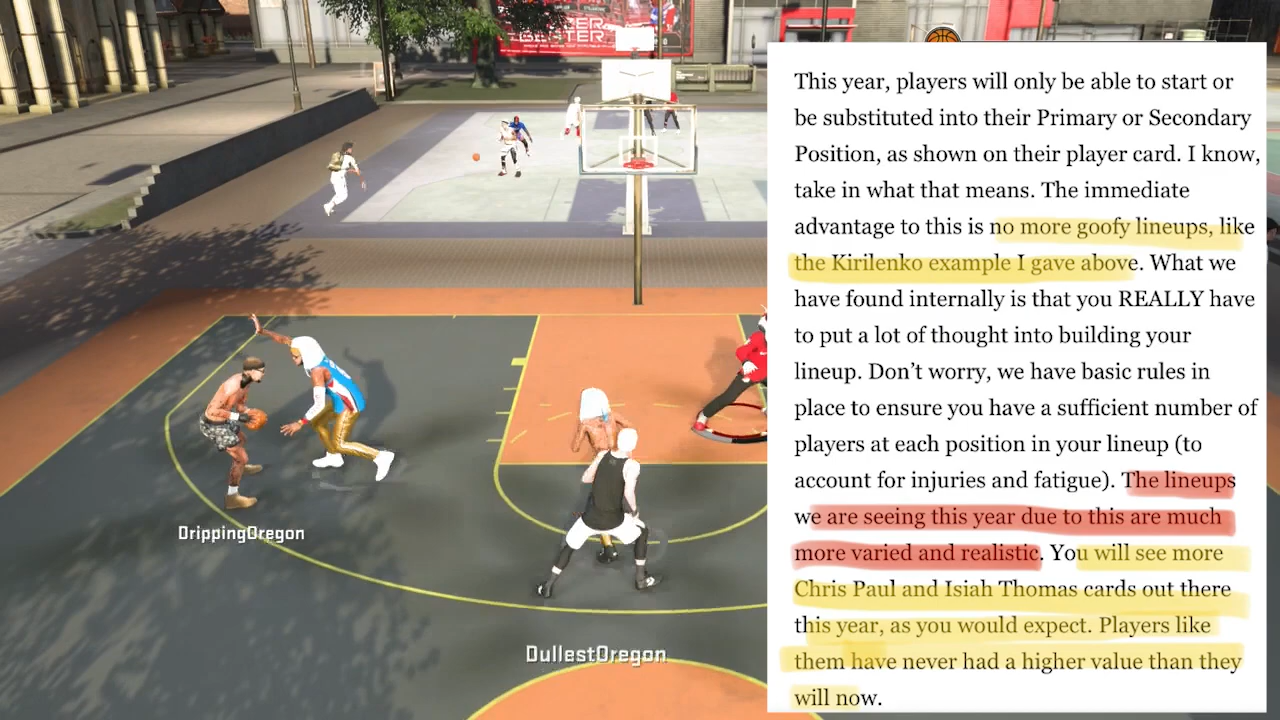 CENTER
This year, players will only be able to start or
be substituted into their Primary or Secondary
Position, as shown on their player card. I know,
take in what that means. The immediate
advantage to this is no more goofy lineups, like
the Kirilenko example I gave above. What we
have found internally is that you REALLY have
to put a lot of thought into building your
lineup. Don’t worry, we have basic rules in
place to ensure you have a sufficient number of
players at each position in your lineup (to
account for injuries and fatigue). The lineups
we are seeing this year due to this are much
more varied and realistic. You will see more
Chris Paul and Isiah Thomas cards out there
this year, as you would expect. Players like
them have never had a higher value than they
will now.
DrippingOregon
DullestOregon